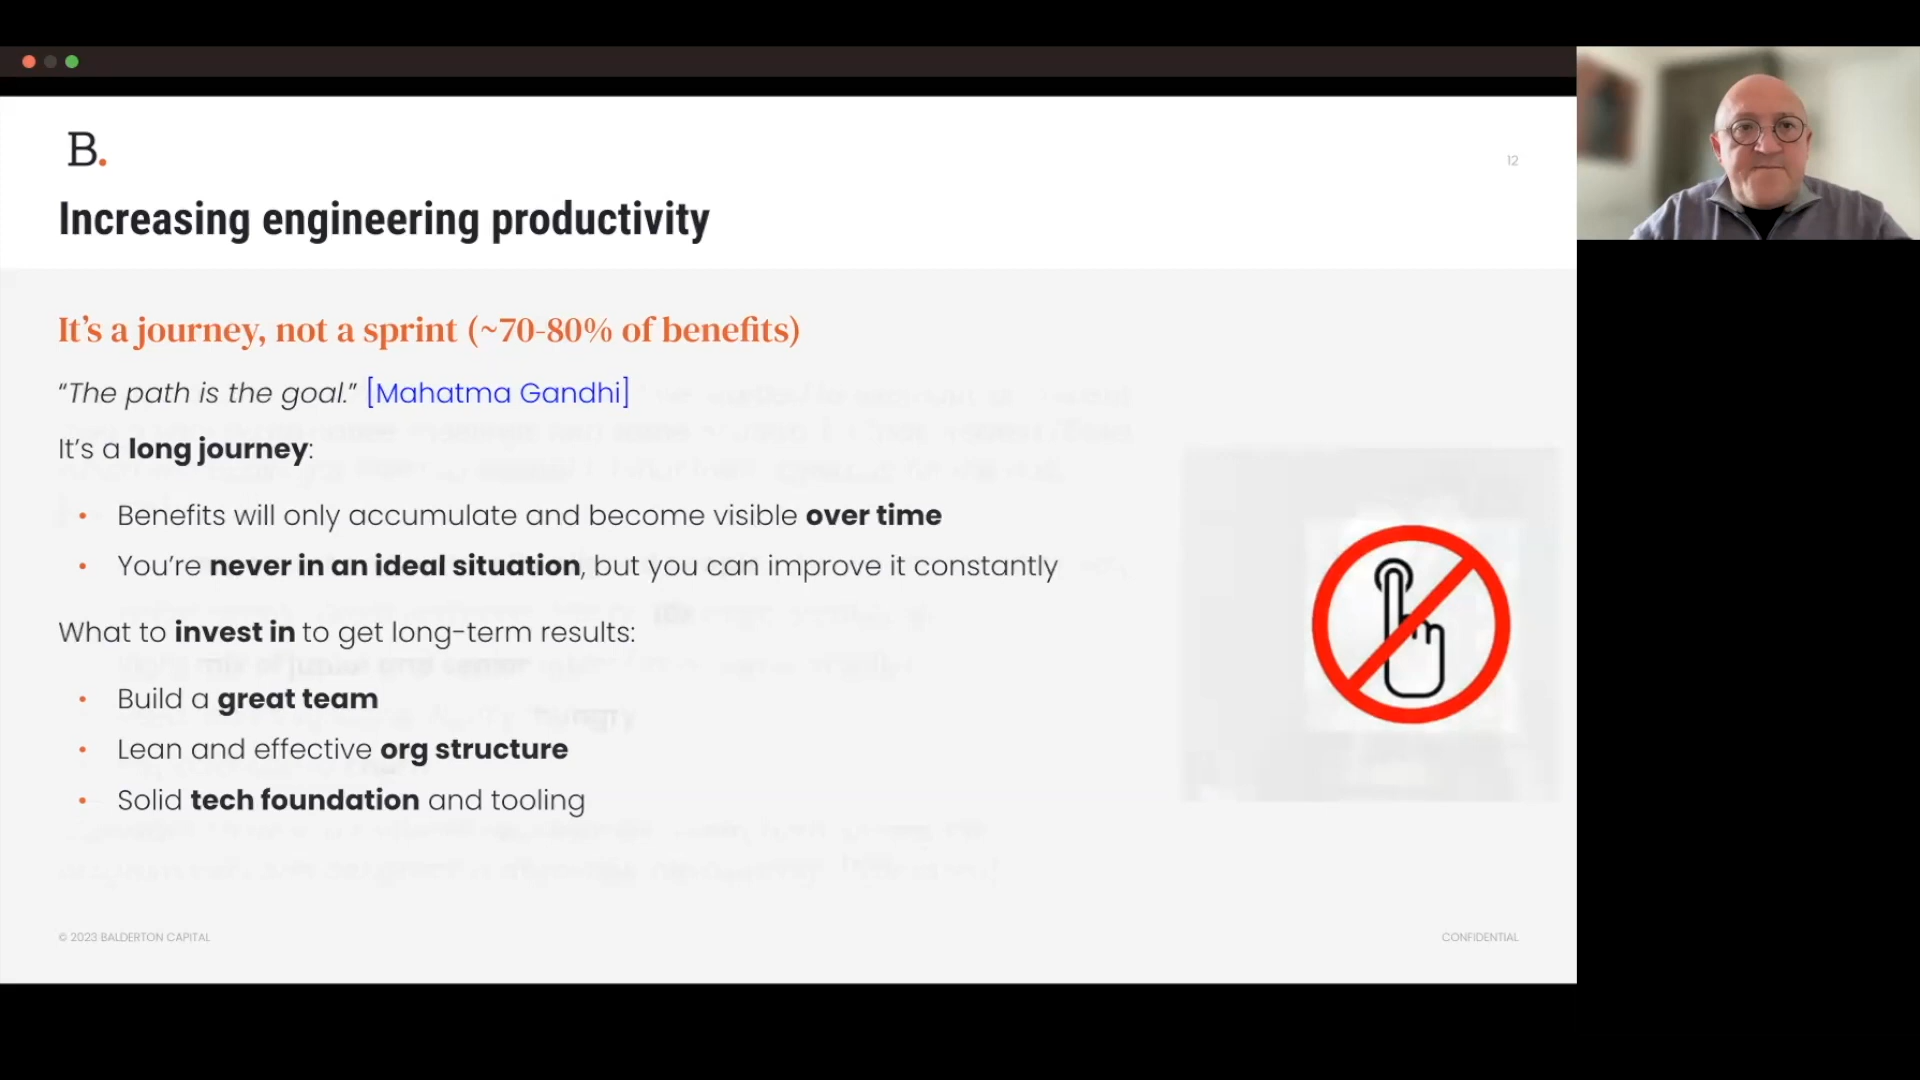 B.
12
Increasing engineering productivity
It’s a journey, not a sprint (~70-80% of benefits)
“The path is the goal.” [Mahatma Gandhi]
It’s a long journey:
• Benefits will only accumulate and become visible over time
• You’re never in an ideal situation, but you can improve it constantly
What to invest in to get long-term results:
• Build a great team
• Lean and effective org structure
• Solid tech foundation and tooling
© 2023 BALDERTON CAPITAL
CONFIDENTIAL